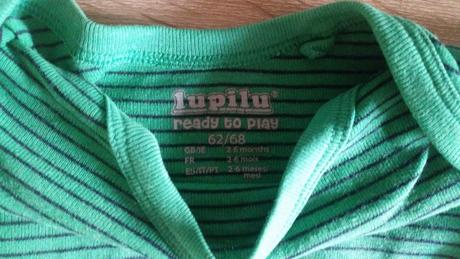 lupilu®
ready to play
62/68
GB/IE 2-6 months
FR 2-6 mois
ES/IT/PT 2-6 meses/
mesi